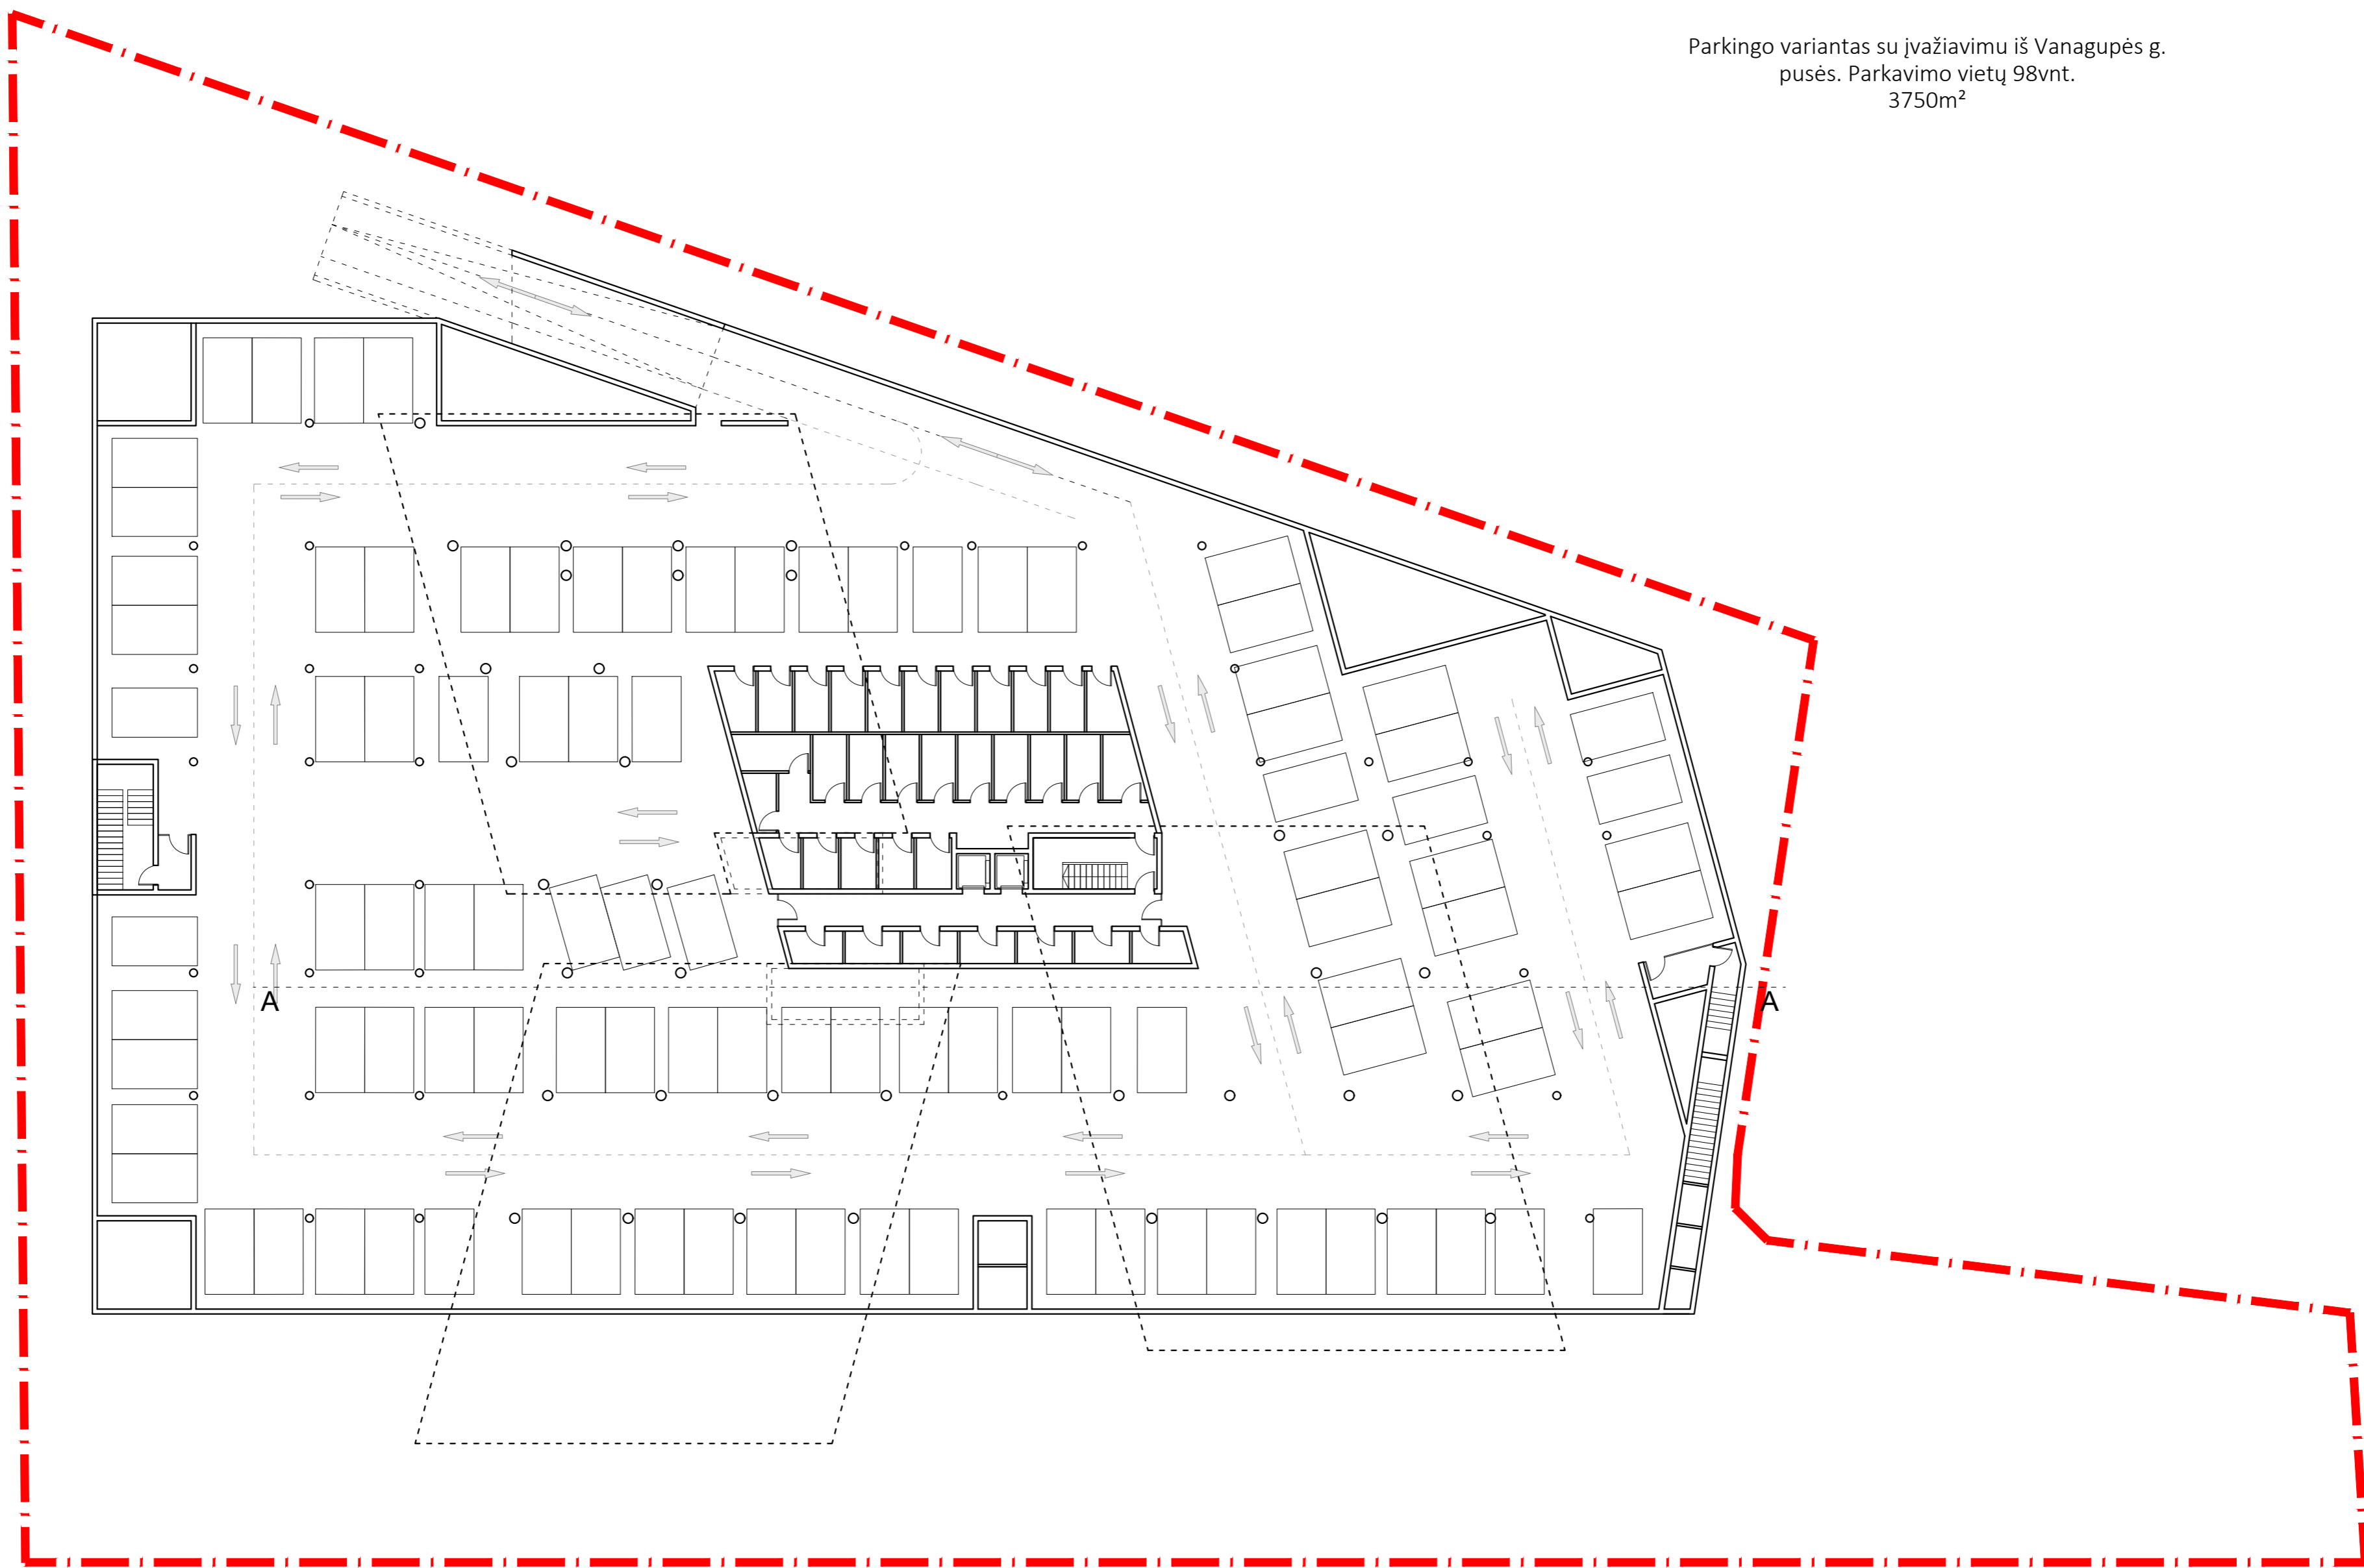 Parkingo variantas su įvažiavimu iš Vanagupės g.
pusės. Parkavimo vietų 98vnt.
3750m²
A
A